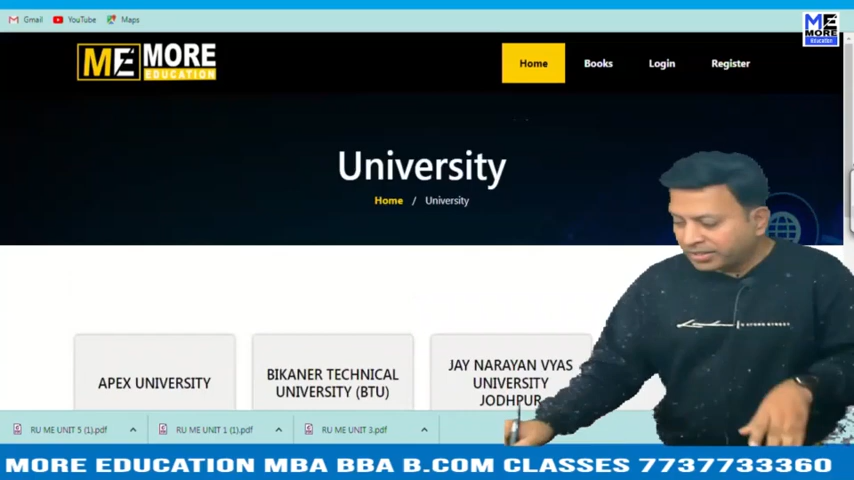 Gmail YouTube Maps
ME MORE
Education
ME MORE
EDUCATION
Home Books Login Register
University
Home / University
APEX UNIVERSITY
BIKANER TECHNICAL
UNIVERSITY (BTU)
JAY NARAYAN VYAS
UNIVERSITY
JODHPUR
RU ME UNIT 5 (1).pdf RU ME UNIT 1 (1).pdf RU ME UNIT 3.pdf
MORE EDUCATION MBA BBA B.COM CLASSES 7737733360